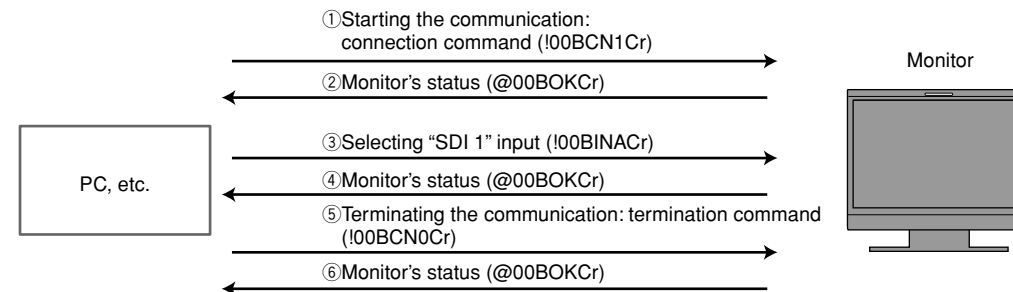 ①Starting the communication:
connection command (!00BCN1Cr)
Monitor
②Monitor’s status (@00BOKCr)
③Selecting “SDI 1” input (!00BINACr)
PC, etc.
④Monitor’s status (@00BOKCr)
⑤Terminating the communication: termination command
(!00BCN0Cr)
⑥Monitor’s status (@00BOKCr)